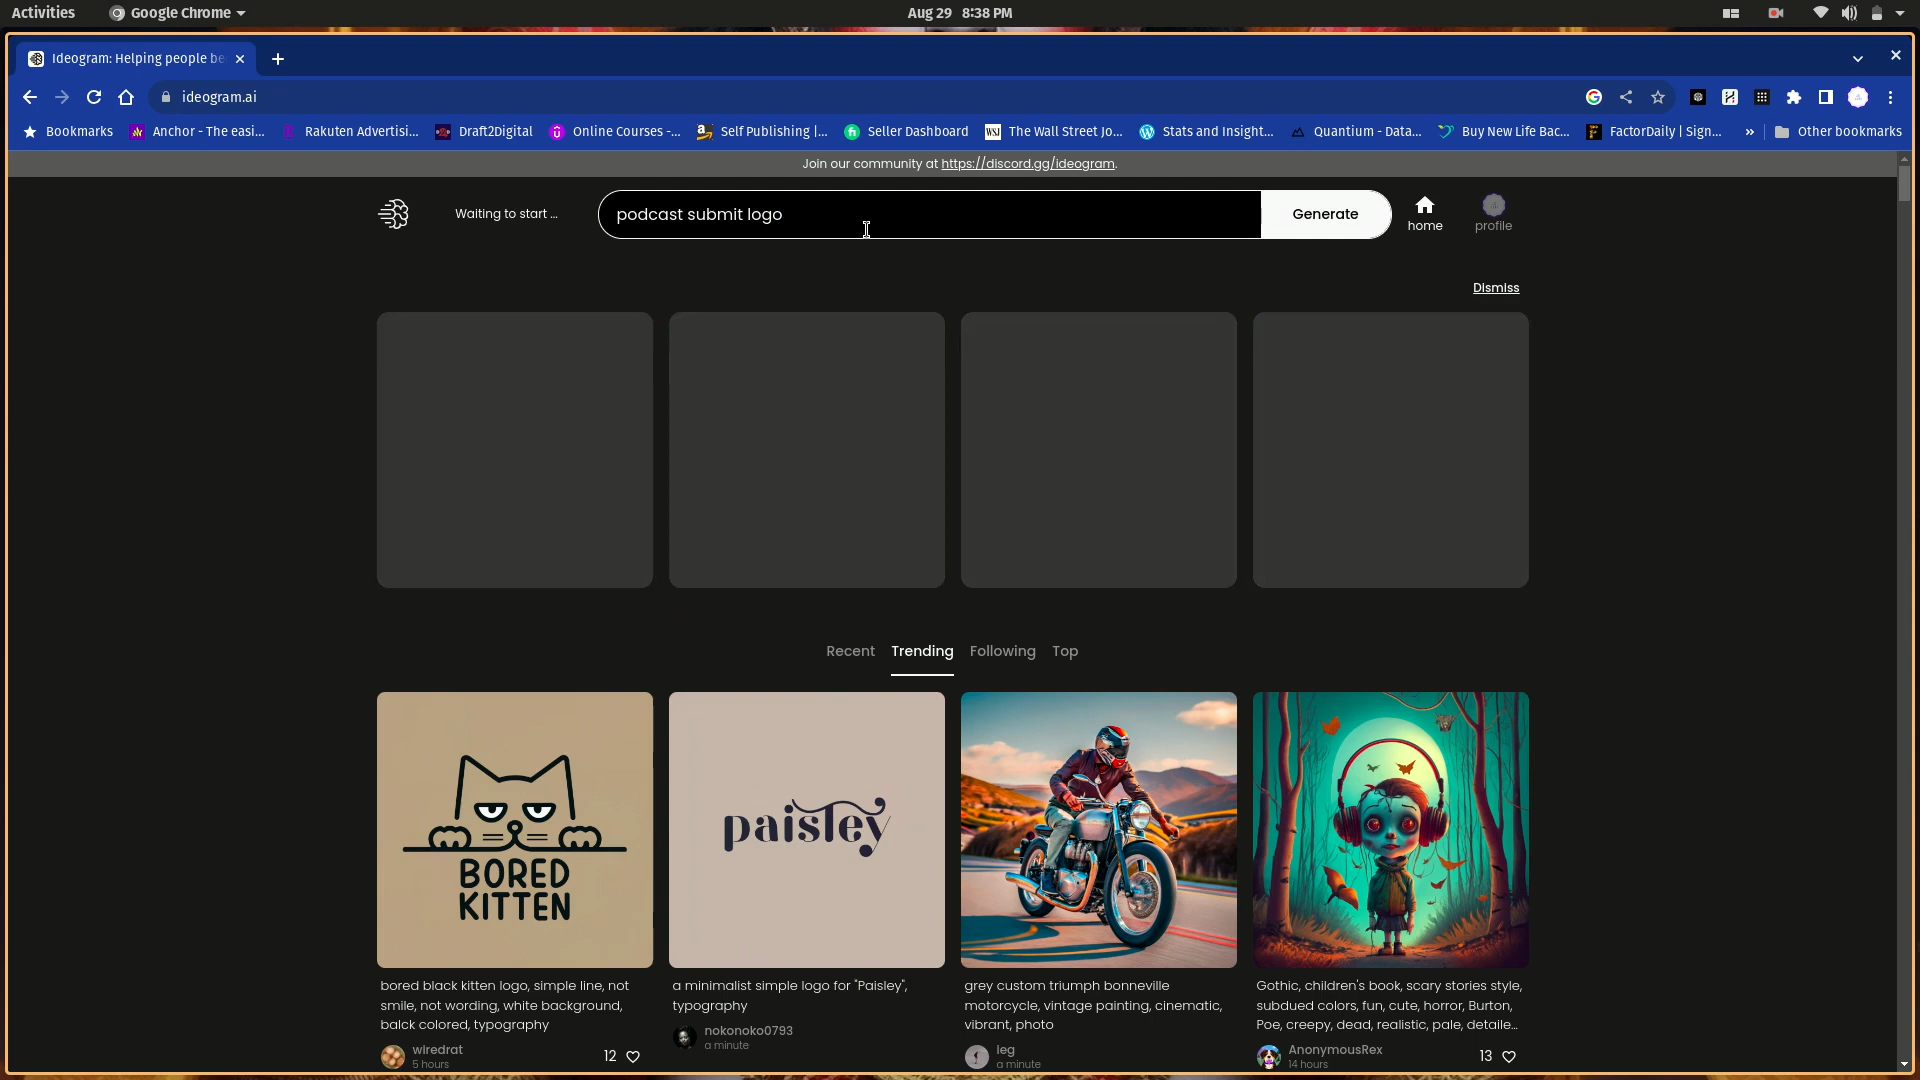 Activities
Google Chrome
Aug 29 8:38 PM
Ideogram: Helping people be
ideogram.ai
Bookmarks
Anchor - The easi...
Rakuten Advertisi...
Draft2Digital
Online Courses -...
Self Publishing |...
Seller Dashboard
WSJ
The Wall Street Jo...
Stats and Insight...
Quantium - Data...
Buy New Life Bac...
FactorDaily | Sign...
»
Other bookmarks
Join our community at https://discord.gg/ideogram.
Waiting to start ...
podcast submit logo
Generate
home
profile
Dismiss
Recent
Trending
Following
Top
BORED
KITTEN
paisley
bored black kitten logo, simple line, not
smile, not wording, white background,
balck colored, typography
wiredrat
5 hours
12
a minimalist simple logo for "Paisley",
typography
nokonoko0793
a minute
grey custom triumph bonneville
motorcycle, vintage painting, cinematic,
vibrant, photo
a minute
Gothic, children's book, scary stories style,
subdued colors, fun, cute, horror, Burton,
Poe, creepy, dead, realistic, pale, detaile...
AnonymousRex
14 hours
13